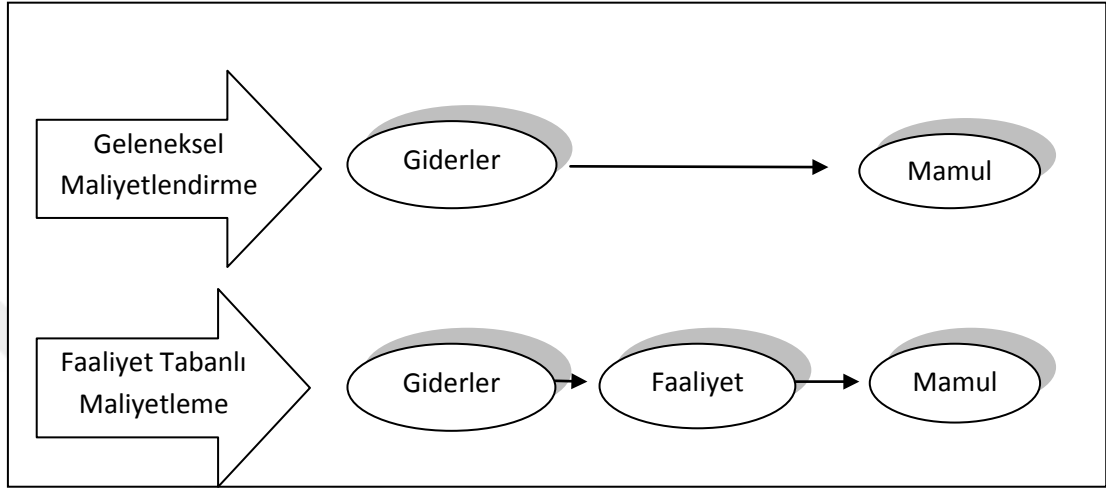 Geleneksel
Maliyetlendirme
Giderler
Mamul
Faaliyet Tabanlı
Maliyetleme
Giderler
Faaliyet
Mamul